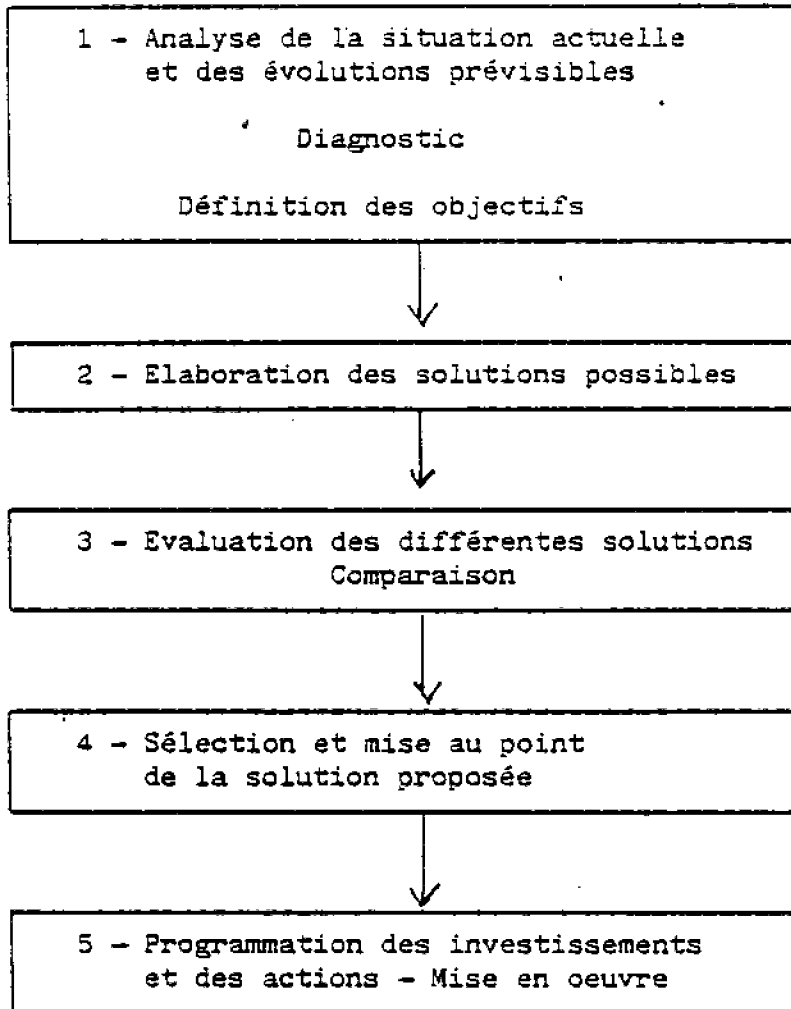 1 - Analyse de la situation actuelle
et des évolutions prévisibles
Diagnostic
Définition des objectifs
2 - Elaboration des solutions possibles
3 - Evaluation des différentes solutions
Comparaison
4 - Sélection et mise au point
de la solution proposée
5 - Programmation des investissements
et des actions - Mise en oeuvre